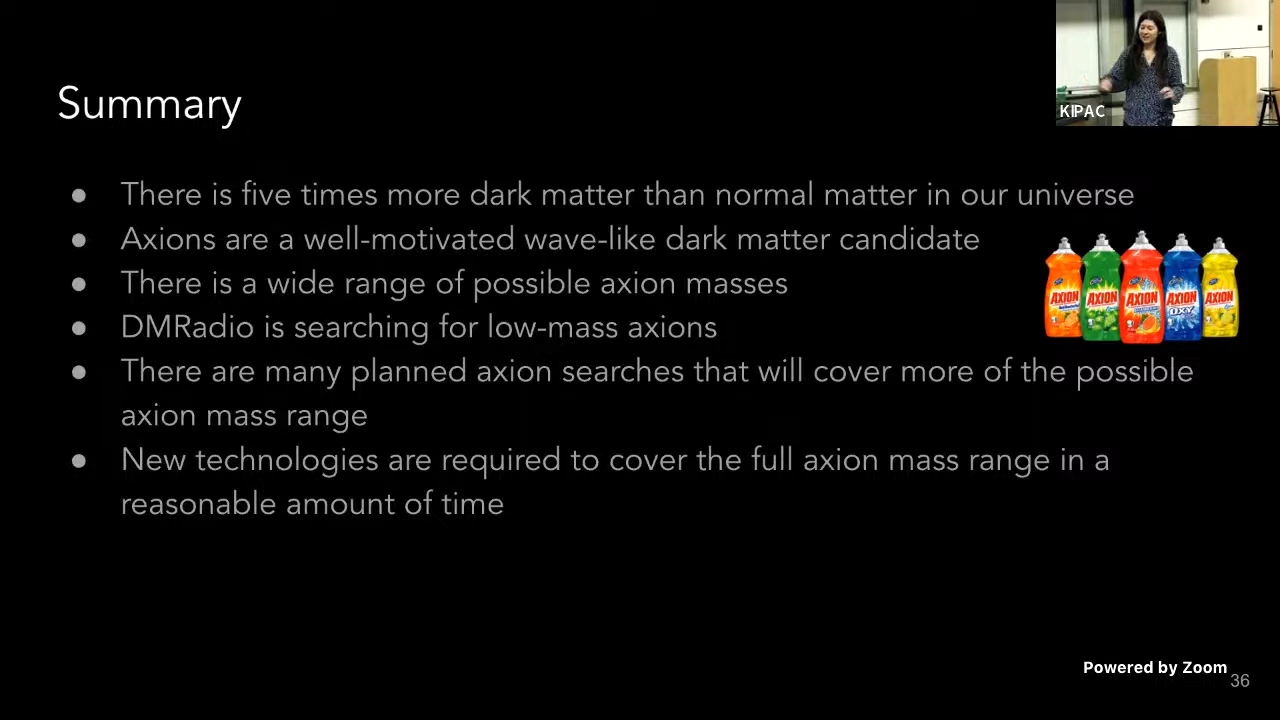 KIPAC
Summary
● There is five times more dark matter than normal matter in our universe
● Axions are a well-motivated wave-like dark matter candidate
● There is a wide range of possible axion masses
● DMRadio is searching for low-mass axions
● There are many planned axion searches that will cover more of the possible
axion mass range
● New technologies are required to cover the full axion mass range in a
reasonable amount of time
AXION
AXION
AXION
AXION
OXY
AXION
Powered by Zoom
36